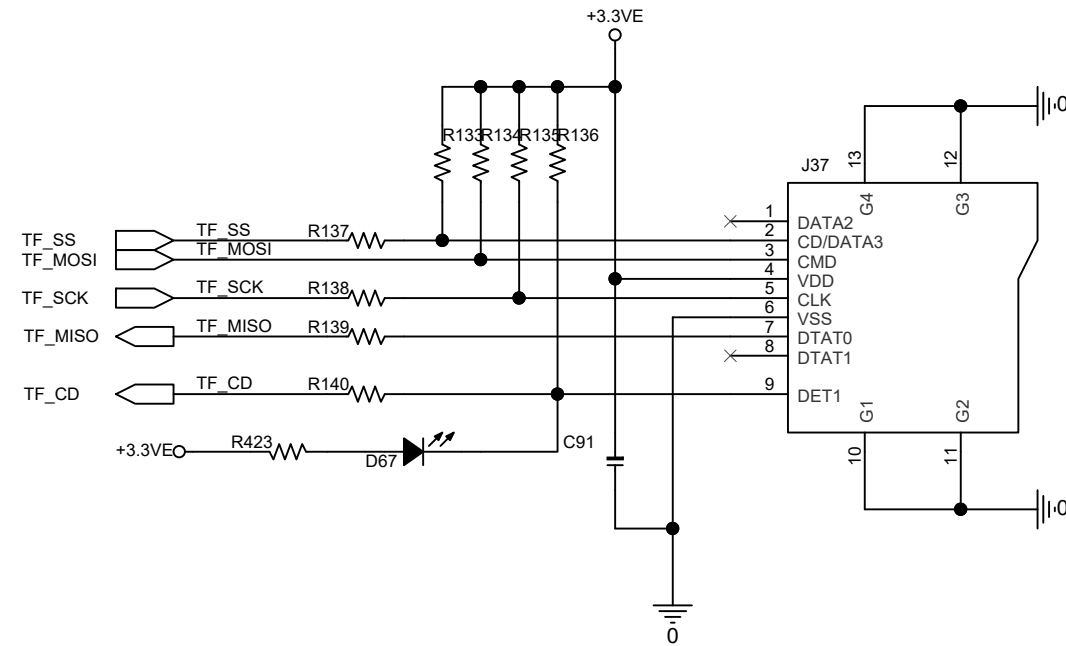 +3.3VE
0
R133 R134 R135 R136
13
12
J37
G4
G3
1
DATA2
TF_SS
TF_SS
R137
2
CD/DATA3
TF_MOSI
TF_MOSI
3
CMD
4
VDD
TF_SCK
TF_SCK
R138
5
CLK
6
VSS
TF_MISO
TF_MISO
R139
7
DTAT0
8
DTAT1
TF_CD
TF_CD
R140
9
DET1
G1
G2
+3.3VE
R423
D67
C91
10
11
0
0